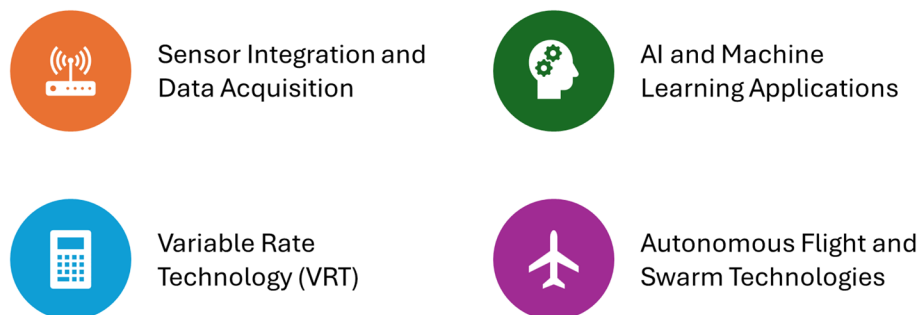 Sensor Integration and
Data Acquisition
AI and Machine
Learning Applications
Variable Rate
Technology (VRT)
Autonomous Flight and
Swarm Technologies